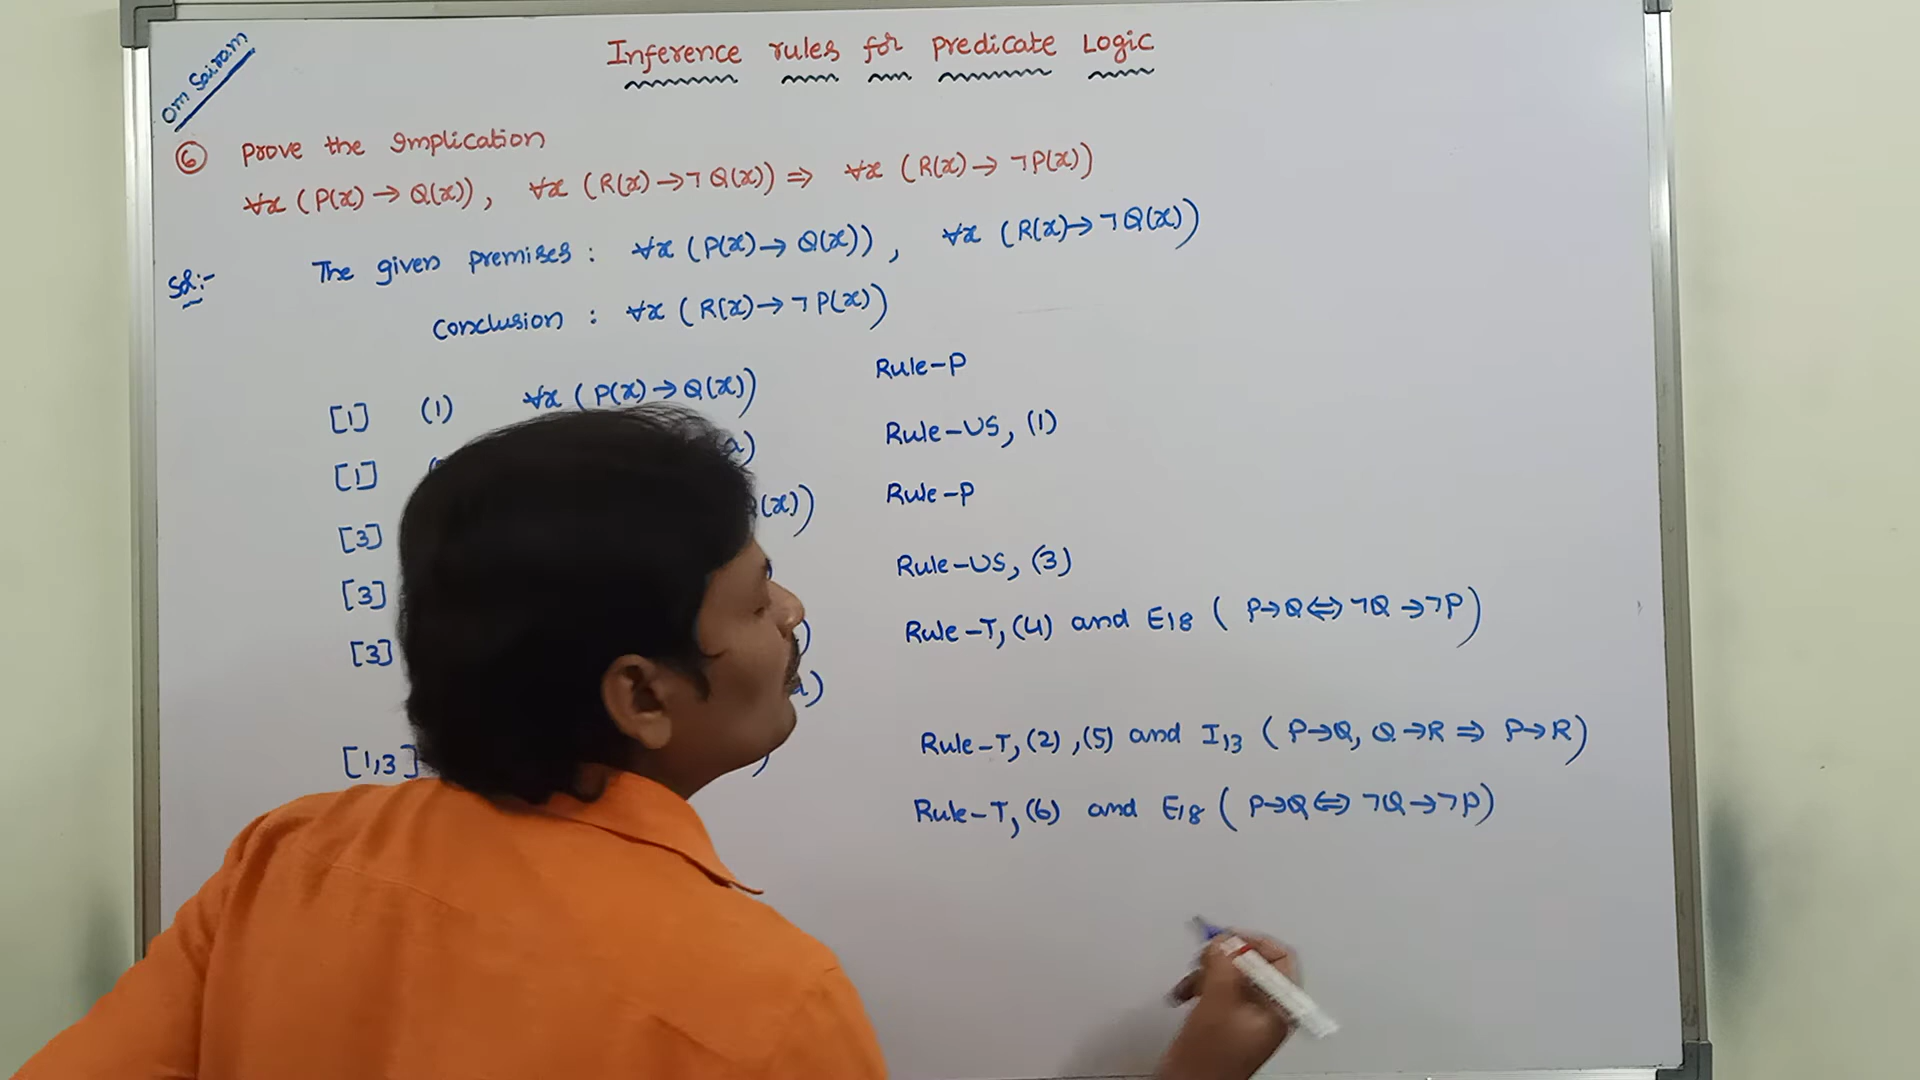 Om Sairam
Inference rules for predicate Logic
⑥ prove the Implication
∀x (P(x) → Q(x)), ∀x (R(x) → ¬Q(x)) ⇒ ∀x (R(x) → ¬P(x))
Sol:- The given premises : ∀x (P(x) → Q(x)), ∀x (R(x) → ¬Q(x))
Conclusion : ∀x (R(x) → ¬P(x))
[1] (1) ∀x (P(x) → Q(x)) Rule-P
[1] a) Rule-US, (1)
[3] (x)) Rule-P
[3] Rule-US, (3)
[3] ) Rule-T, (4) and E18 ( P→Q ⇔ ¬Q → ¬P)
a)
[1,3] Rule-T, (2), (5) and I13 ( P→Q, Q→R ⇒ P→R)
Rule-T, (6) and E18 ( P→Q ⇔ ¬Q → ¬P)